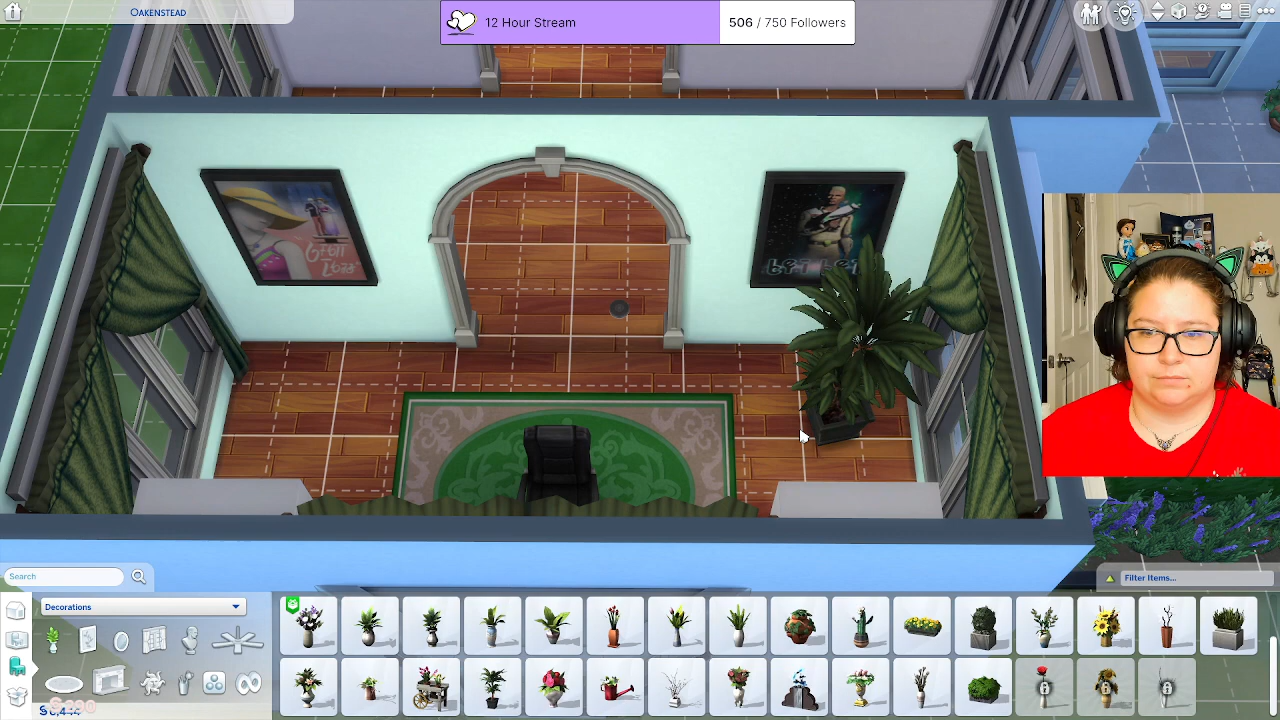 OAKENSTEAD
12 Hour Stream
506 / 750 Followers
Search
Filter Items...
Decorations